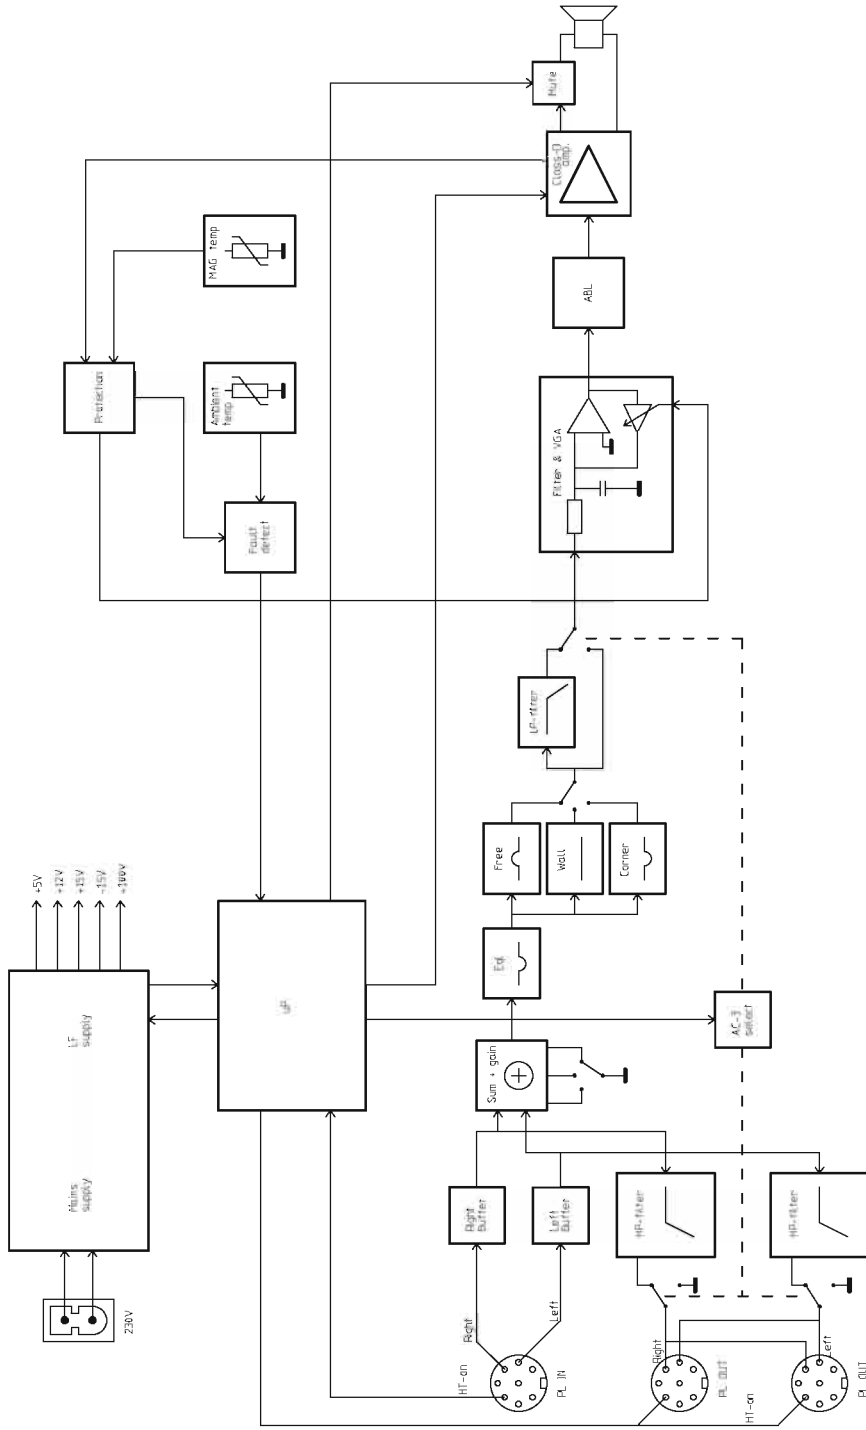 Mute
Class-D
amp.
MAG temp
ABL
Protection
Ambient
temp
Filter & VGA
Fault
detect
LP-filter
+5V
+12V
+15V
-15V
+100V
Free
Wall
Corner
LF
supply
Mains
supply
230V
uP
Eq.
AC-3
select
Sum + gain
Right
Buffer
Left
Buffer
HP-filter
HP-filter
Right
Left
HT-on
PL IN
Right
PL OUT
HT-on
Left
PL OUT